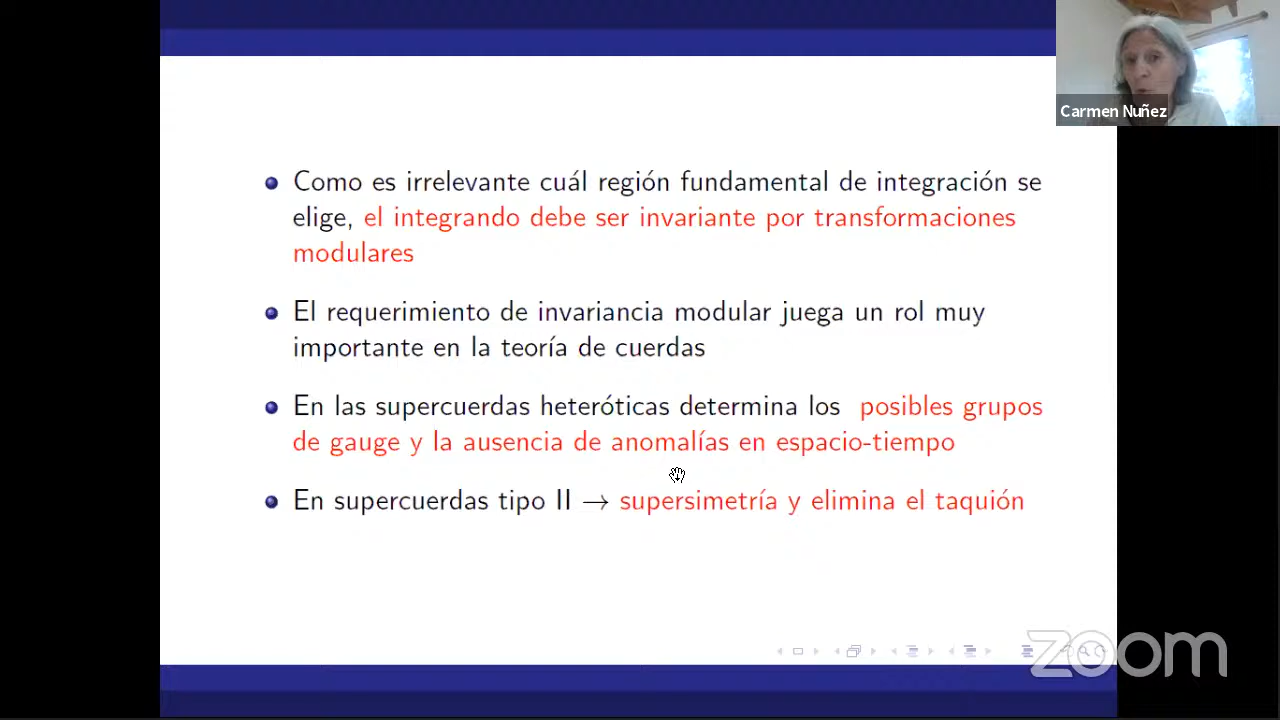 Carmen Nuñez
Como es irrelevante cuál región fundamental de integración se
elige, el integrando debe ser invariante por transformaciones
modulares
El requerimiento de invariancia modular juega un rol muy
importante en la teoría de cuerdas
En las supercuerdas heteróticas determina los posibles grupos
de gauge y la ausencia de anomalías en espacio-tiempo
En supercuerdas tipo II → supersimetría y elimina el taquión
zoom